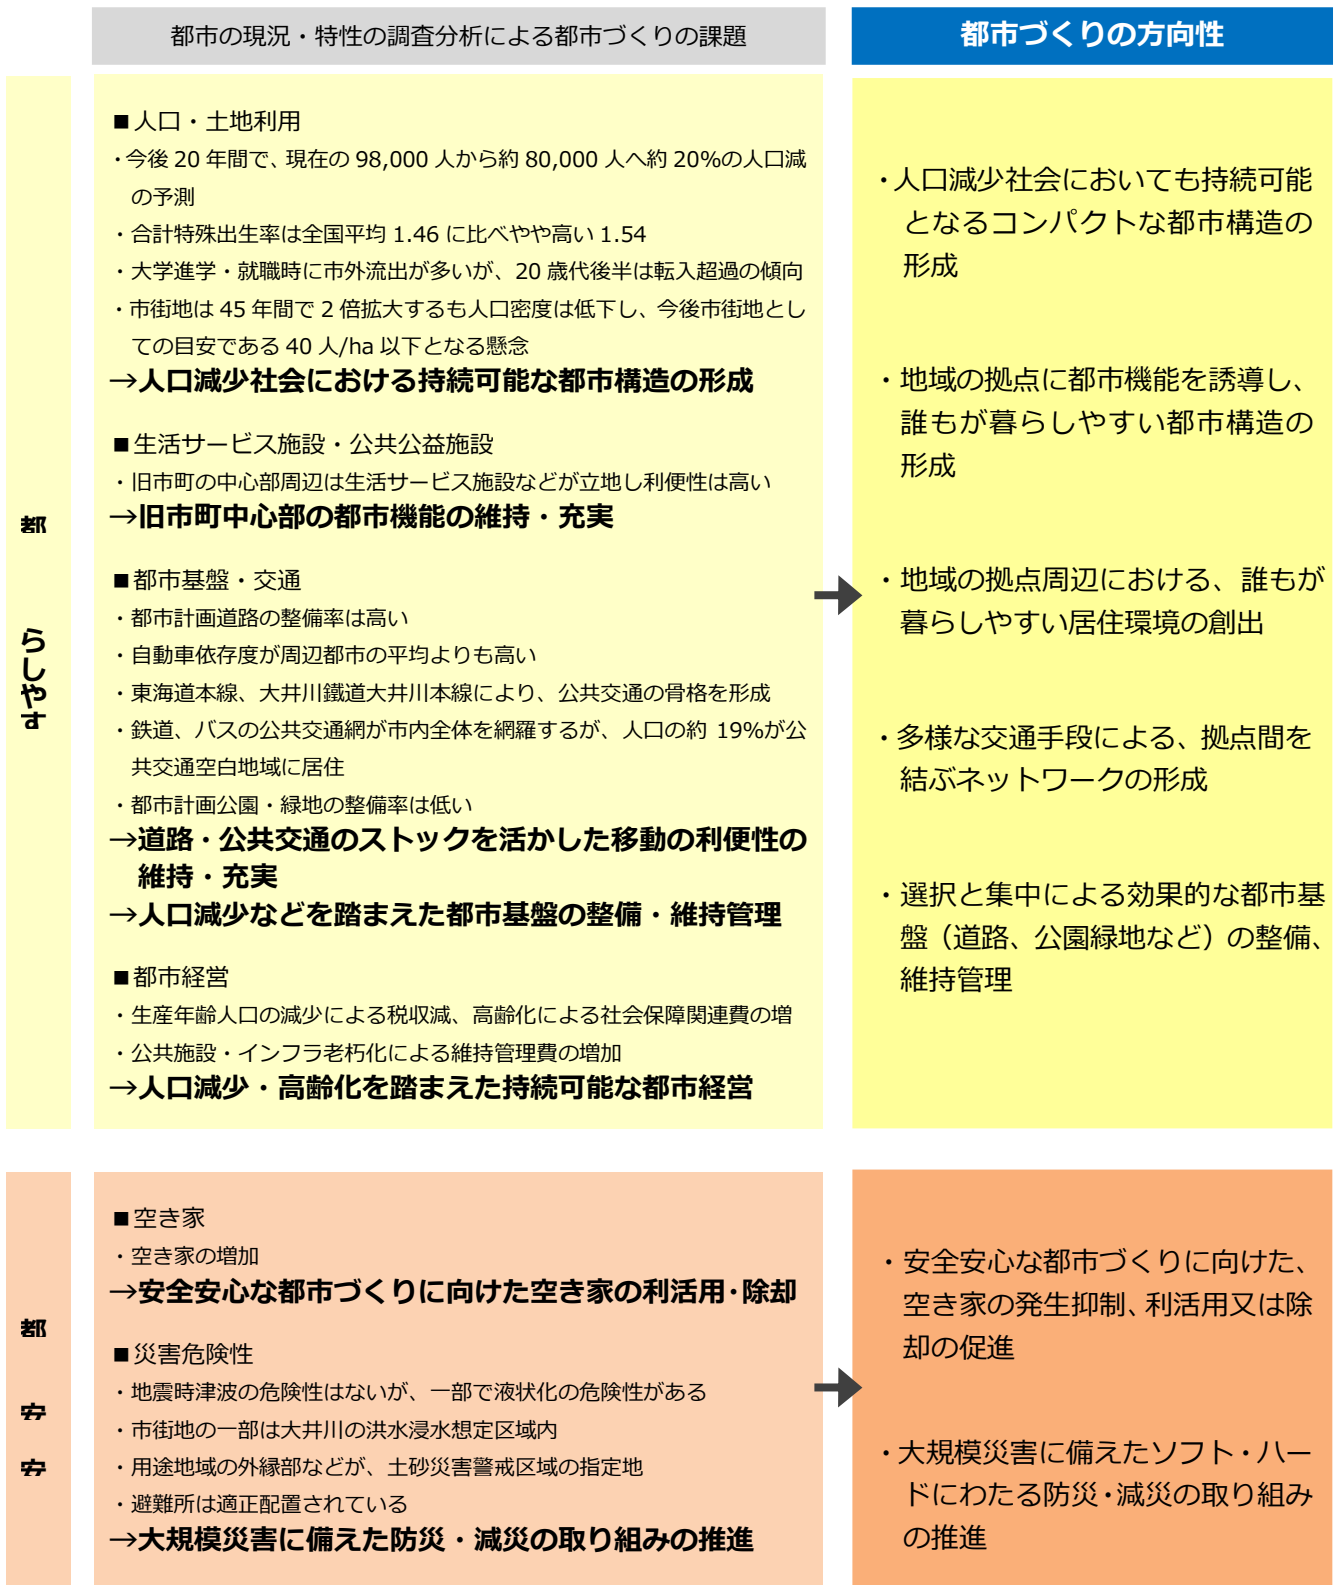 都市の現況・特性の調査分析による都市づくりの課題
都市づくりの方向性
都
らしやす
■人口・土地利用
・今後 20 年間で、現在の 98,000 人から約 80,000 人へ約 20%の人口減
の予測
・合計特殊出生率は全国平均 1.46 に比べやや高い 1.54
・大学進学・就職時に市外流出が多いが、20 歳代後半は転入超過の傾向
・市街地は 45 年間で 2 倍拡大するも人口密度は低下し、今後市街地とし
ての目安である 40 人/ha 以下となる懸念
→人口減少社会における持続可能な都市構造の形成
■生活サービス施設・公共公益施設
・旧市町の中心部周辺は生活サービス施設などが立地し利便性は高い
→旧市町中心部の都市機能の維持・充実
■都市基盤・交通
・都市計画道路の整備率は高い
・自動車依存度が周辺都市の平均よりも高い
・東海道本線、大井川鐵道大井川本線により、公共交通の骨格を形成
・鉄道、バスの公共交通網が市内全体を網羅するが、人口の約 19%が公
共交通空白地域に居住
・都市計画公園・緑地の整備率は低い
→道路・公共交通のストックを活かした移動の利便性の
維持・充実
→人口減少などを踏まえた都市基盤の整備・維持管理
■都市経営
・生産年齢人口の減少による税収減、高齢化による社会保障関連費の増
・公共施設・インフラ老朽化による維持管理費の増加
→人口減少・高齢化を踏まえた持続可能な都市経営
・人口減少社会においても持続可能
となるコンパクトな都市構造の
形成
・地域の拠点に都市機能を誘導し、
誰もが暮らしやすい都市構造の
形成
・地域の拠点周辺における、誰もが
暮らしやすい居住環境の創出
・多様な交通手段による、拠点間を
結ぶネットワークの形成
・選択と集中による効果的な都市基
盤（道路、公園緑地など）の整備、
維持管理
都
安
安
■空き家
・空き家の増加
→安全安心な都市づくりに向けた空き家の利活用・除却
■災害危険性
・地震時津波の危険性はないが、一部で液状化の危険性がある
・市街地の一部は大井川の洪水浸水想定区域内
・用途地域の外縁部などが、土砂災害警戒区域の指定地
・避難所は適正配置されている
→大規模災害に備えた防災・減災の取り組みの推進
・安全安心な都市づくりに向けた、
空き家の発生抑制、利活用又は除
却の促進
・大規模災害に備えたソフト・ハー
ドにわたる防災・減災の取り組み
の推進